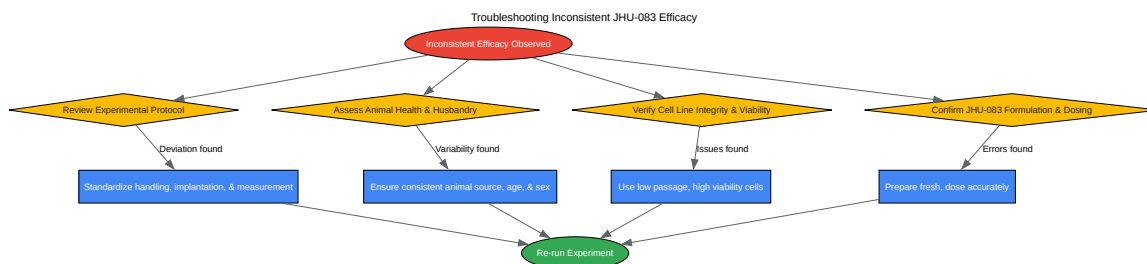 Troubleshooting Inconsistent JHU-083 Efficacy
Inconsistent Efficacy Observed
Review Experimental Protocol
Assess Animal Health & Husbandry
Verify Cell Line Integrity & Viability
Confirm JHU-083 Formulation & Dosing
Deviation found
Variability found
Issues found
Errors found
Standardize handling, implantation, & measurement
Ensure consistent animal source, age, & sex
Use low passage, high viability cells
Prepare fresh, dose accurately
Re-run Experiment